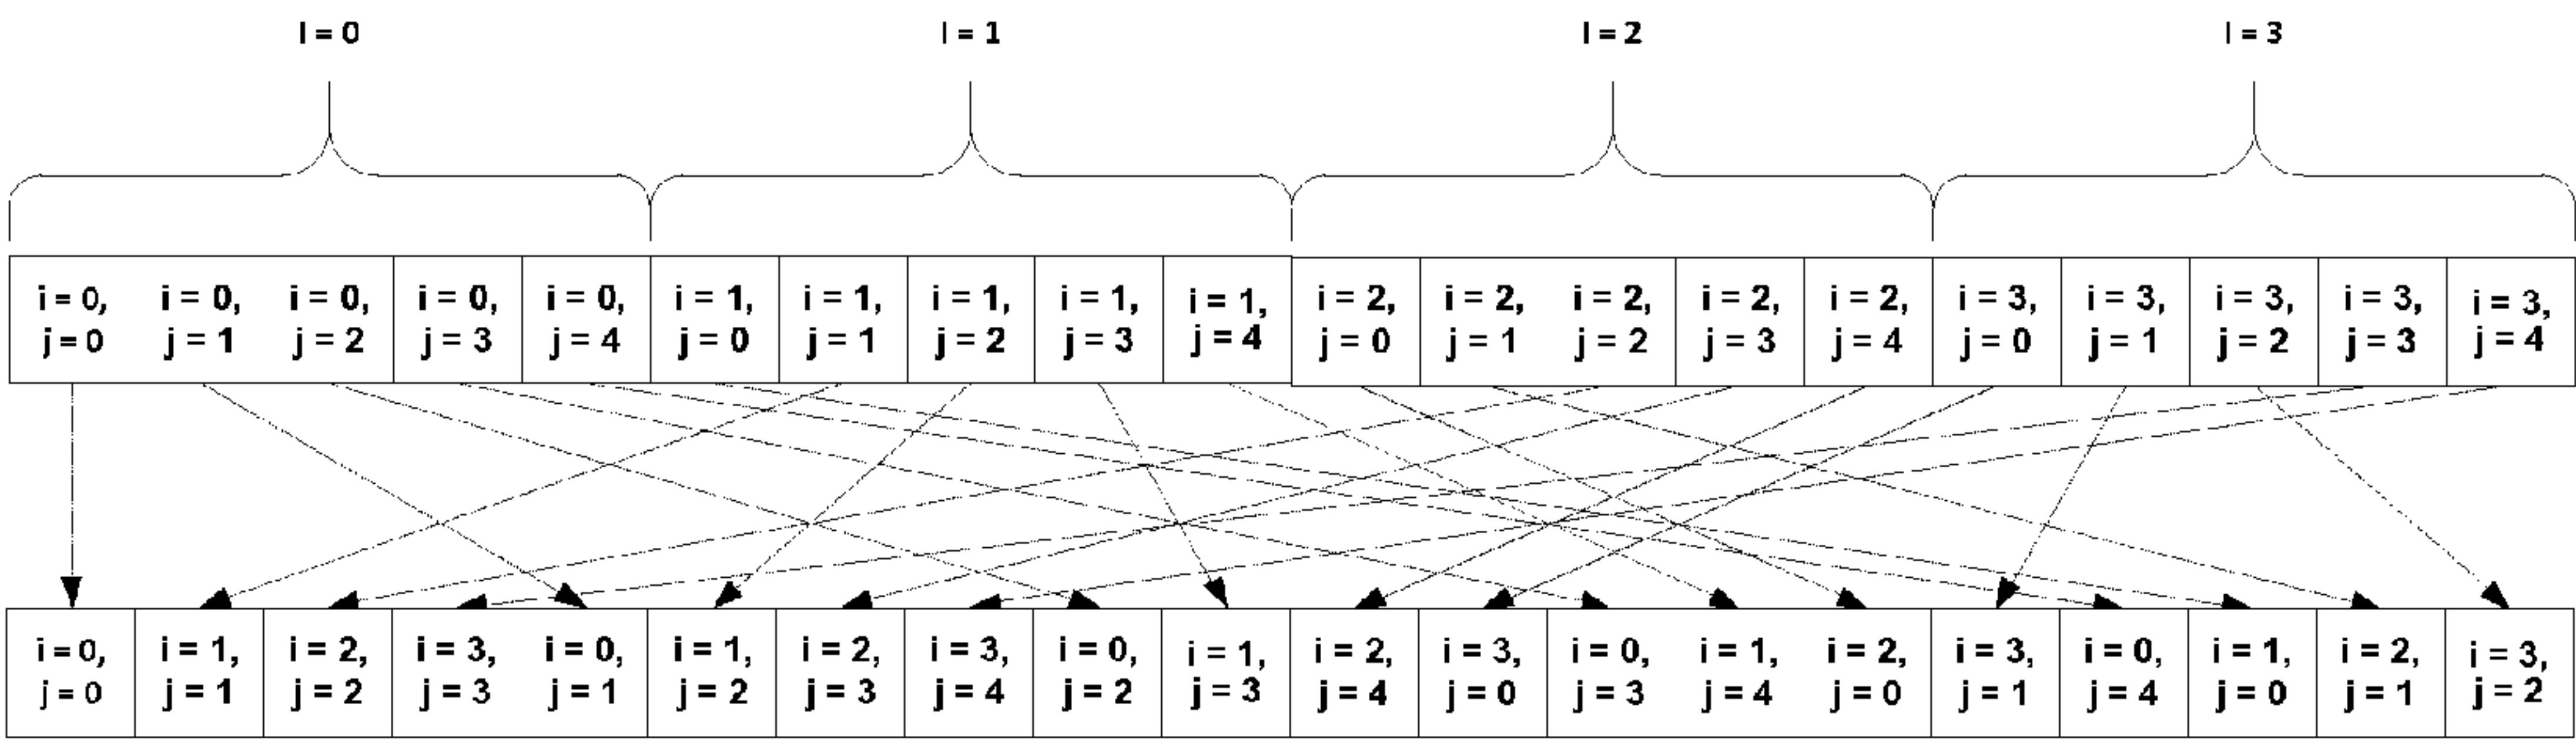 I = 0 I = 1 I = 2 I = 3
i = 0, i = 0, i = 0, i = 0, i = 0, i = 1, i = 1, i = 1, i = 1, i = 1, i = 2, i = 2, i = 2, i = 2, i = 2, i = 3, i = 3, i = 3, i = 3, i = 3,
j = 0 j = 1 j = 2 j = 3 j = 4 j = 0 j = 1 j = 2 j = 3 j = 4 j = 0 j = 1 j = 2 j = 3 j = 4 j = 0 j = 1 j = 2 j = 3 j = 4
i = 0, i = 1, i = 2, i = 3, i = 0, i = 1, i = 2, i = 3, i = 0, i = 1, i = 2, i = 3, i = 0, i = 1, i = 2, i = 3, i = 0, i = 1, i = 2, i = 3,
j = 0 j = 1 j = 2 j = 3 j = 1 j = 2 j = 3 j = 4 j = 2 j = 3 j = 4 j = 0 j = 3 j = 4 j = 0 j = 1 j = 4 j = 0 j = 1 j = 2